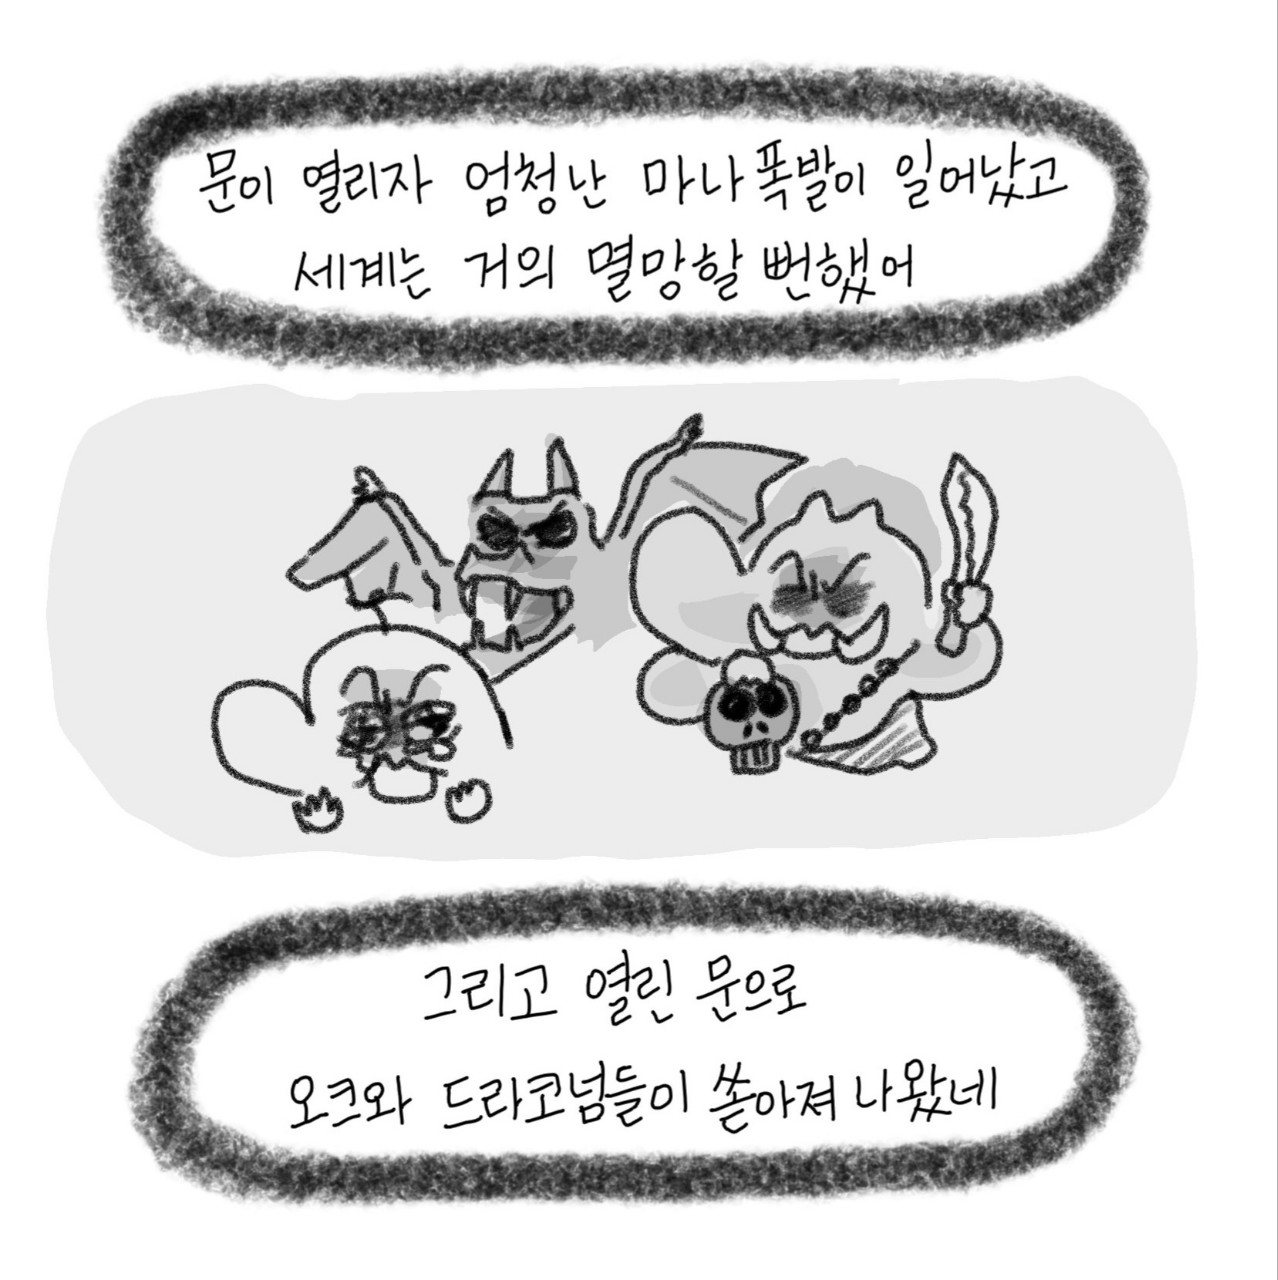 문이 열리자 엄청난 마나폭발이 일어났고
세계는 거의 멸망할 뻔했어
그리고 열린 문으로
오크와 드라코넘들이 쏟아져 나왔네